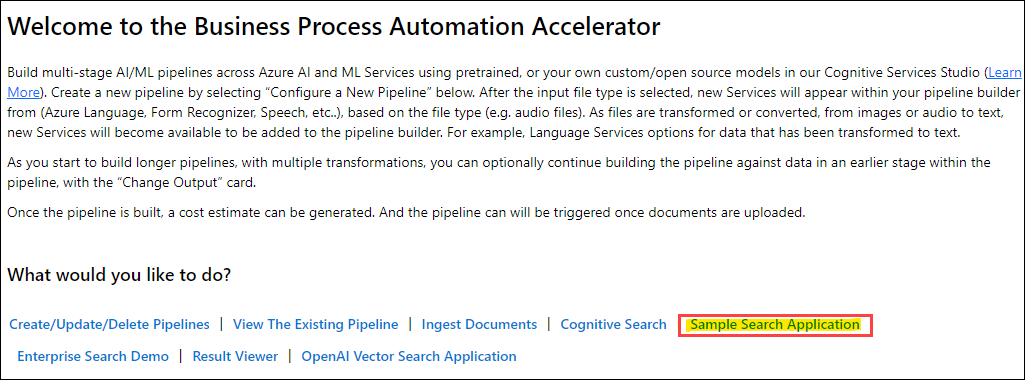 Welcome to the Business Process Automation Accelerator
Build multi-stage AI/ML pipelines across Azure AI and ML Services using pretrained, or your own custom/open source models in our Cognitive Services Studio (Learn
More). Create a new pipeline by selecting “Configure a New Pipeline” below. After the input file type is selected, new Services will appear within your pipeline builder
from (Azure Language, Form Recognizer, Speech, etc..), based on the file type (e.g. audio files). As files are transformed or converted, from images or audio to text,
new Services will become available to be added to the pipeline builder. For example, Language Services options for data that has been transformed to text.
As you start to build longer pipelines, with multiple transformations, you can optionally continue building the pipeline against data in an earlier stage within the
pipeline, with the “Change Output” card.
Once the pipeline is built, a cost estimate can be generated. And the pipeline can will be triggered once documents are uploaded.
What would you like to do?
Create/Update/Delete Pipelines | View The Existing Pipeline | Ingest Documents | Cognitive Search Sample Search Application
Enterprise Search Demo | Result Viewer | OpenAI Vector Search Application